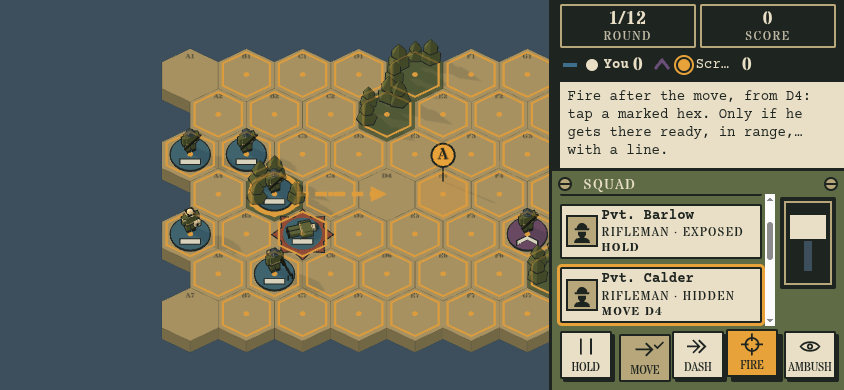 1/12
ROUND
0
SCORE
You 0
Scr… 0
Fire after the move, from D4:
tap a marked hex. Only if he
gets there ready, in range,…
with a line.
SQUAD
Pvt. Barlow
RIFLEMAN · EXPOSED
HOLD
Pvt. Calder
RIFLEMAN · HIDDEN
MOVE D4
HOLD
MOVE
DASH
FIRE
AMBUSH
A
D4
A7